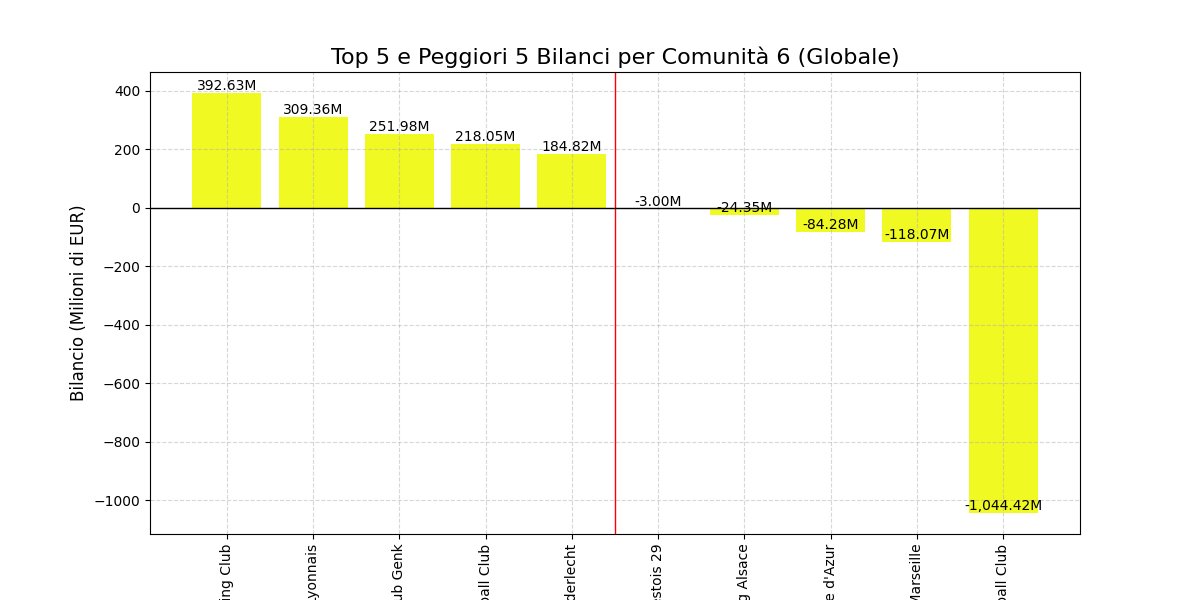 Top 5 e Peggiori 5 Bilanci per Comunità 6 (Globale)
Bilancio (Milioni di EUR)
400
200
0
−200
−400
−600
−800
−1000
392.63M
309.36M
251.98M
218.05M
184.82M
-3.00M
-24.35M
-84.28M
-118.07M
-1,044.42M
ing Club
yonnais
ub Genk
ball Club
derlecht
stois 29
g Alsace
e d'Azur
Marseille
ball Club